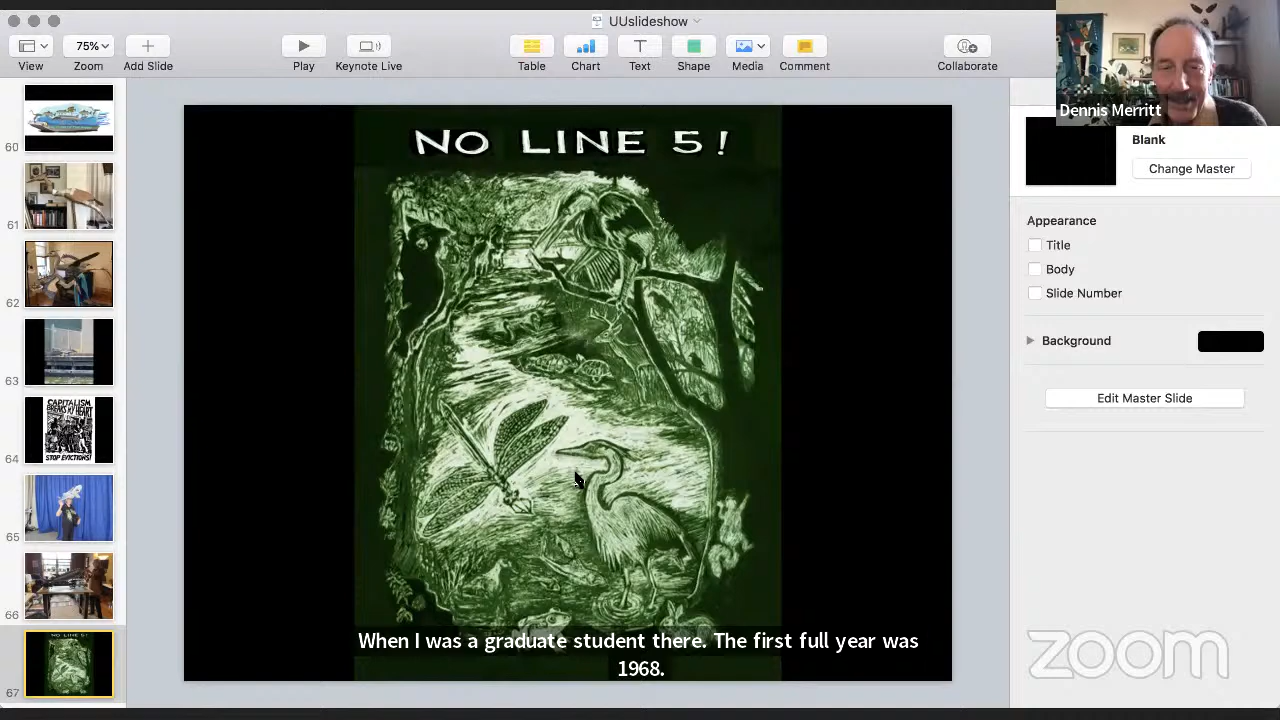 UUslideshow
View
75%
Zoom
Add Slide
Play
Keynote Live
Table
Chart
Text
Shape
Media
Comment
Collaborate
Dennis Merritt
60
61
62
63
CAPITALISM
BREAKS MY HEART
STOP EVICTIONS!
64
65
66
NO LINE 5!
67
NO LINE 5!
When I was a graduate student there. The first full year was
1968.
Blank
Change Master
Appearance
Title
Body
Slide Number
Background
Edit Master Slide
zoom